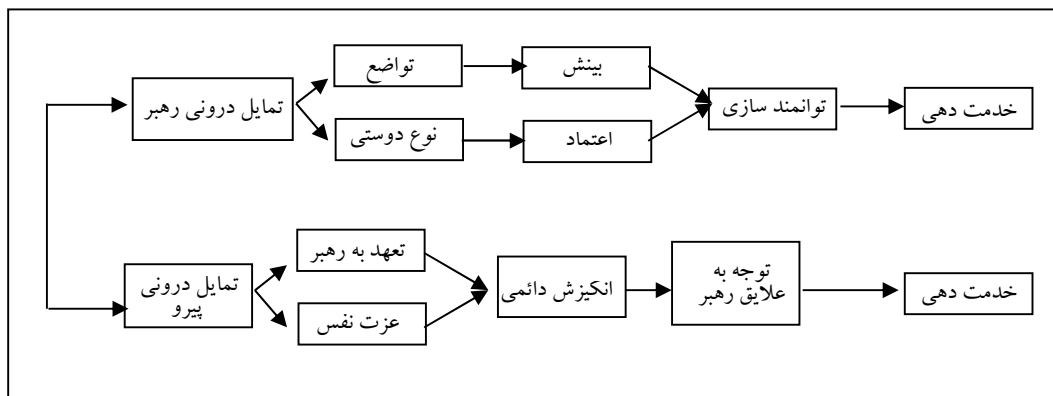 تواضع
بینش
تمایل درونی رهبر
توانمند سازی
خدمت دهی
نوع دوستی
اعتماد
تعهد به رهبر
تمایل درونی
پیرو
عزت نفس
انکیزش دائمی
توجه به
علایق رهبر
خدمت دهی